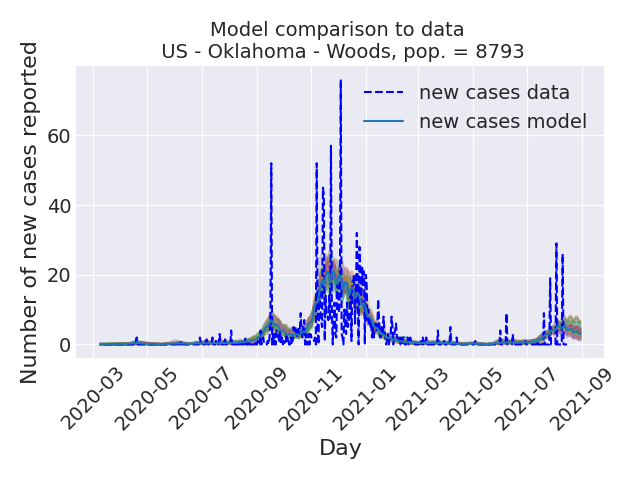 Model comparison to data
US - Oklahoma - Woods, pop. = 8793
Number of new cases reported
60
40
20
0
new cases data
new cases model
2020-03
2020-05
2020-07
2020-09
2020-11
2021-01
2021-03
2021-05
2021-07
2021-09
Day